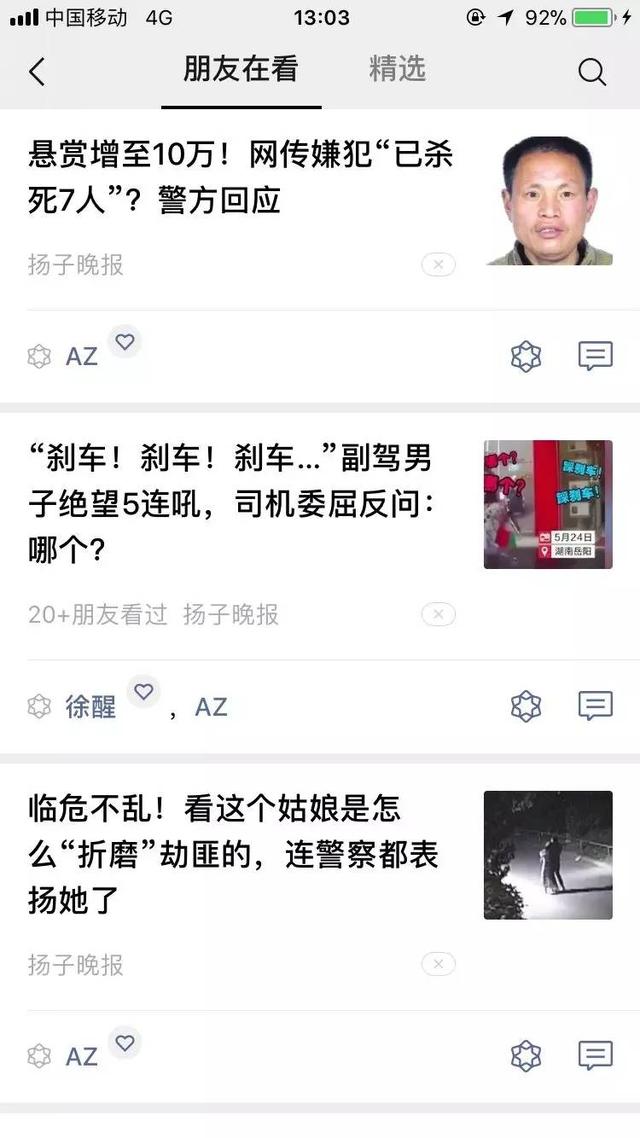 中国移动 4G 13:03 92%
朋友在看 精选
悬赏增至10万！网传嫌犯“已杀
死7人”？警方回应
扬子晚报
AZ
“刹车！刹车！刹车...”副驾男
子绝望5连吼，司机委屈反问：
哪个？
哪个？
哪个？
踩刹车！
踩刹车！
5月24日
湖南岳阳
20+朋友看过 扬子晚报
徐醒，AZ
临危不乱！看这个姑娘是怎
么“折磨”劫匪的，连警察都表
扬她了
扬子晚报
AZ